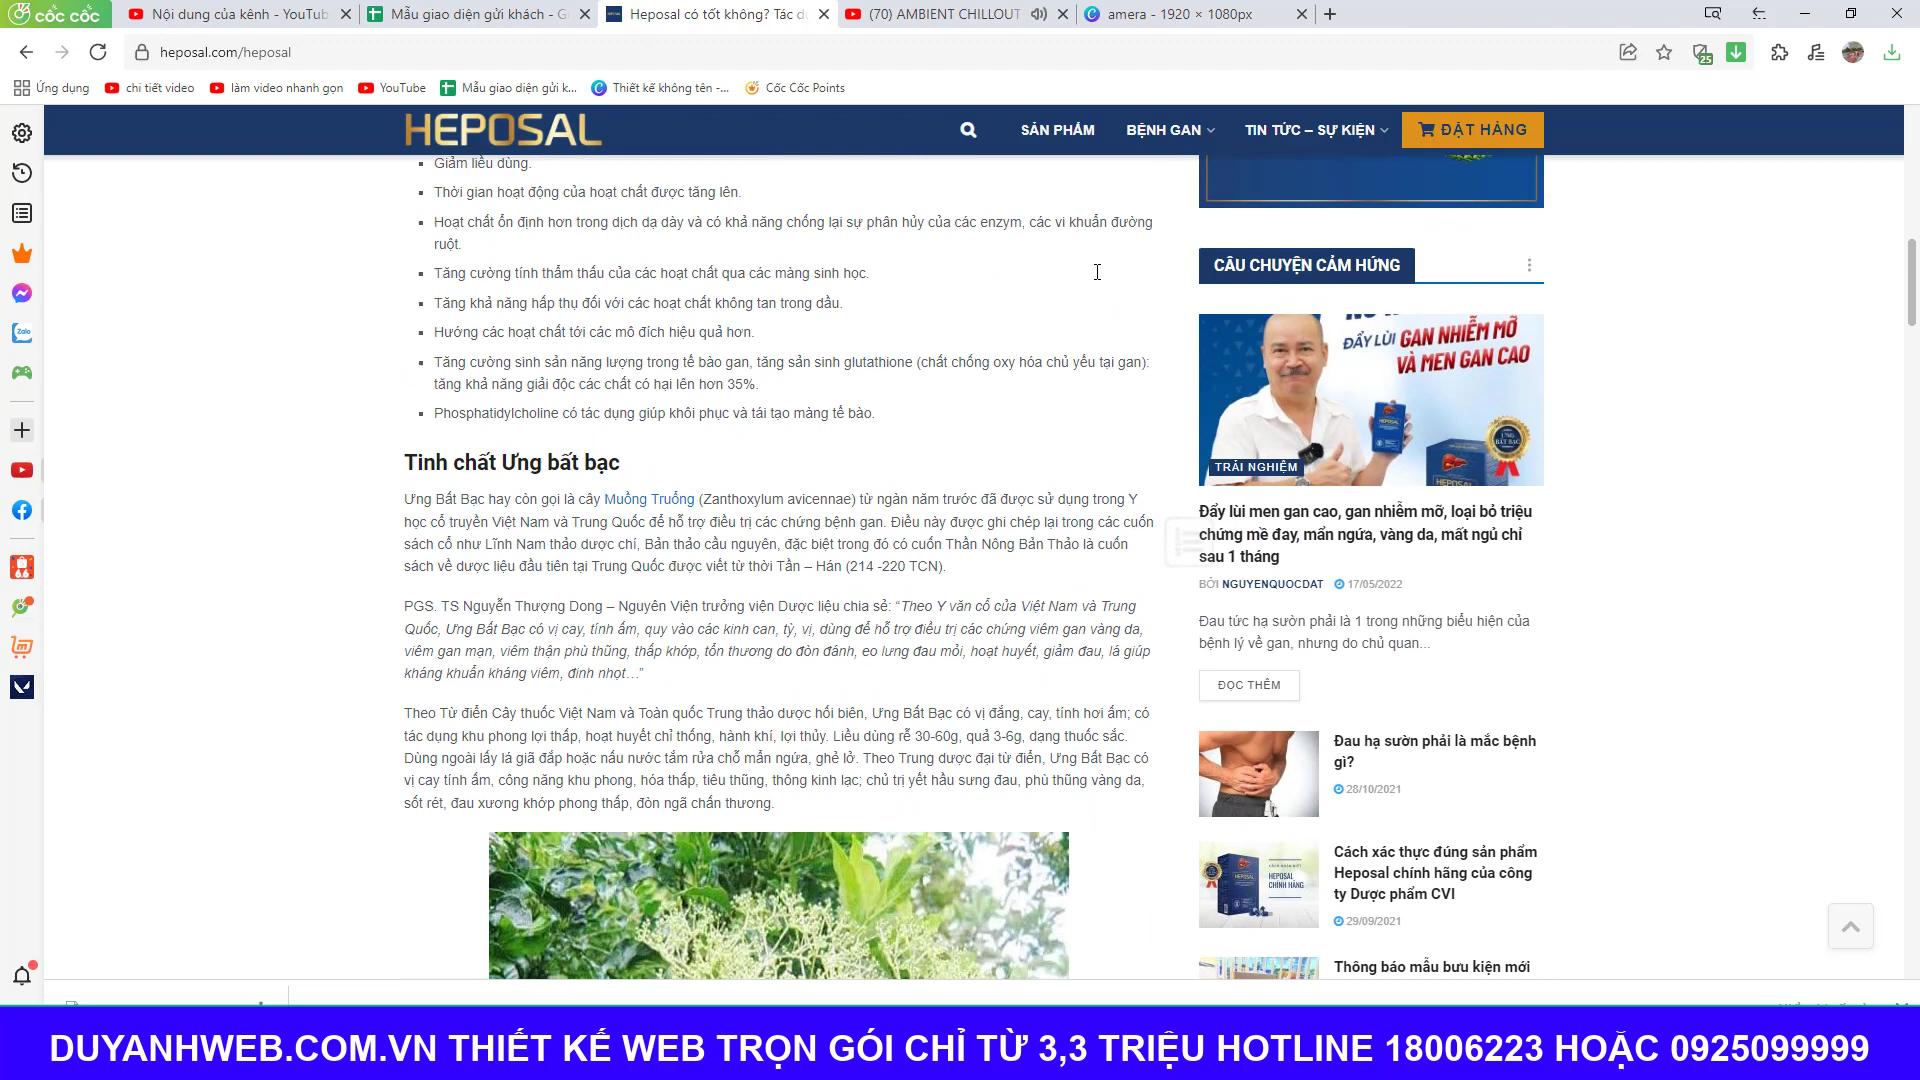 cốc cốc
Nội dung của kênh - YouTub
Mẫu giao diện gửi khách - G
Heposal có tốt không? Tác d
(70) AMBIENT CHILLOUT
amera - 1920 × 1080px
heposal.com/heposal
25
Ứng dụng
chi tiết video
làm video nhanh gọn
YouTube
Mẫu giao diện gửi k...
Thiết kế không tên -...
Cốc Cốc Points
HEPOSAL
SẢN PHẨM
BỆNH GAN
TIN TỨC – SỰ KIỆN
ĐẶT HÀNG
Giảm liều dùng.
Thời gian hoạt động của hoạt chất được tăng lên.
Hoạt chất ổn định hơn trong dịch dạ dày và có khả năng chống lại sự phân hủy của các enzym, các vi khuẩn đường
ruột.
Tăng cường tính thẩm thấu của các hoạt chất qua các màng sinh học.
Tăng khả năng hấp thụ đối với các hoạt chất không tan trong dầu.
Hướng các hoạt chất tới các mô đích hiệu quả hơn.
Tăng cường sinh sản năng lượng trong tế bào gan, tăng sản sinh glutathione (chất chống oxy hóa chủ yếu tại gan):
tăng khả năng giải độc các chất có hại lên hơn 35%.
Phosphatidylcholine có tác dụng giúp khôi phục và tái tạo màng tế bào.
Tinh chất Ưng bất bạc
Ưng Bất Bạc hay còn gọi là cây Muồng Truổng (Zanthoxylum avicennae) từ ngàn năm trước đã được sử dụng trong Y
học cổ truyền Việt Nam và Trung Quốc để hỗ trợ điều trị các chứng bệnh gan. Điều này được ghi chép lại trong các cuốn
sách cổ như Lĩnh Nam thảo dược chí, Bản thảo cầu nguyên, đặc biệt trong đó có cuốn Thần Nông Bản Thảo là cuốn
sách về dược liệu đầu tiên tại Trung Quốc được viết từ thời Tần – Hán (214 -220 TCN).
PGS. TS Nguyễn Thượng Dong – Nguyên Viện trưởng viện Dược liệu chia sẻ: “Theo Y văn cổ của Việt Nam và Trung
Quốc, Ưng Bất Bạc có vị cay, tính ấm, quy vào các kinh can, tỳ, vị, dùng để hỗ trợ điều trị các chứng viêm gan vàng da,
viêm gan mạn, viêm thận phù thũng, thấp khớp, tổn thương do đòn đánh, eo lưng đau mỏi, hoạt huyết, giảm đau, lá giúp
kháng khuẩn kháng viêm, đinh nhọt…”
Theo Từ điển Cây thuốc Việt Nam và Toàn quốc Trung thảo dược hối biên, Ưng Bất Bạc có vị đắng, cay, tính hơi ấm; có
tác dụng khu phong lợi thấp, hoạt huyết chỉ thống, hành khí, lợi thủy. Liều dùng rễ 30-60g, quả 3-6g, dạng thuốc sắc.
Dùng ngoài lấy lá giã đắp hoặc nấu nước tắm rửa chỗ mẩn ngứa, ghẻ lở. Theo Trung dược đại từ điển, Ưng Bất Bạc có
vị cay tính ấm, công năng khu phong, hóa thấp, tiêu thũng, thông kinh lạc; chủ trị yết hầu sưng đau, phù thũng vàng da,
sốt rét, đau xương khớp phong thấp, đòn ngã chấn thương.
CÂU CHUYỆN CẢM HỨNG
ĐẨY LÙI GAN NHIỄM MỠ
VÀ MEN GAN CAO
TRẢI NGHIỆM
Đẩy lùi men gan cao, gan nhiễm mỡ, loại bỏ triệu
chứng mề đay, mẩn ngứa, vàng da, mất ngủ chỉ
sau 1 tháng
BỞI NGUYENQUOCDAT 17/05/2022
Đau tức hạ sườn phải là 1 trong những biểu hiện của
bệnh lý về gan, nhưng do chủ quan...
ĐỌC THÊM
Đau hạ sườn phải là mắc bệnh
gì?
28/10/2021
HEPOSAL
CHÍNH HÃNG
Cách xác thực đúng sản phẩm
Heposal chính hãng của công
ty Dược phẩm CVI
29/09/2021
Thông báo mẫu bưu kiện mới
DUYANHWEB.COM.VN THIẾT KẾ WEB TRỌN GÓI CHỈ TỪ 3,3 TRIỆU HOTLINE 18006223 HOẶC 0925099999